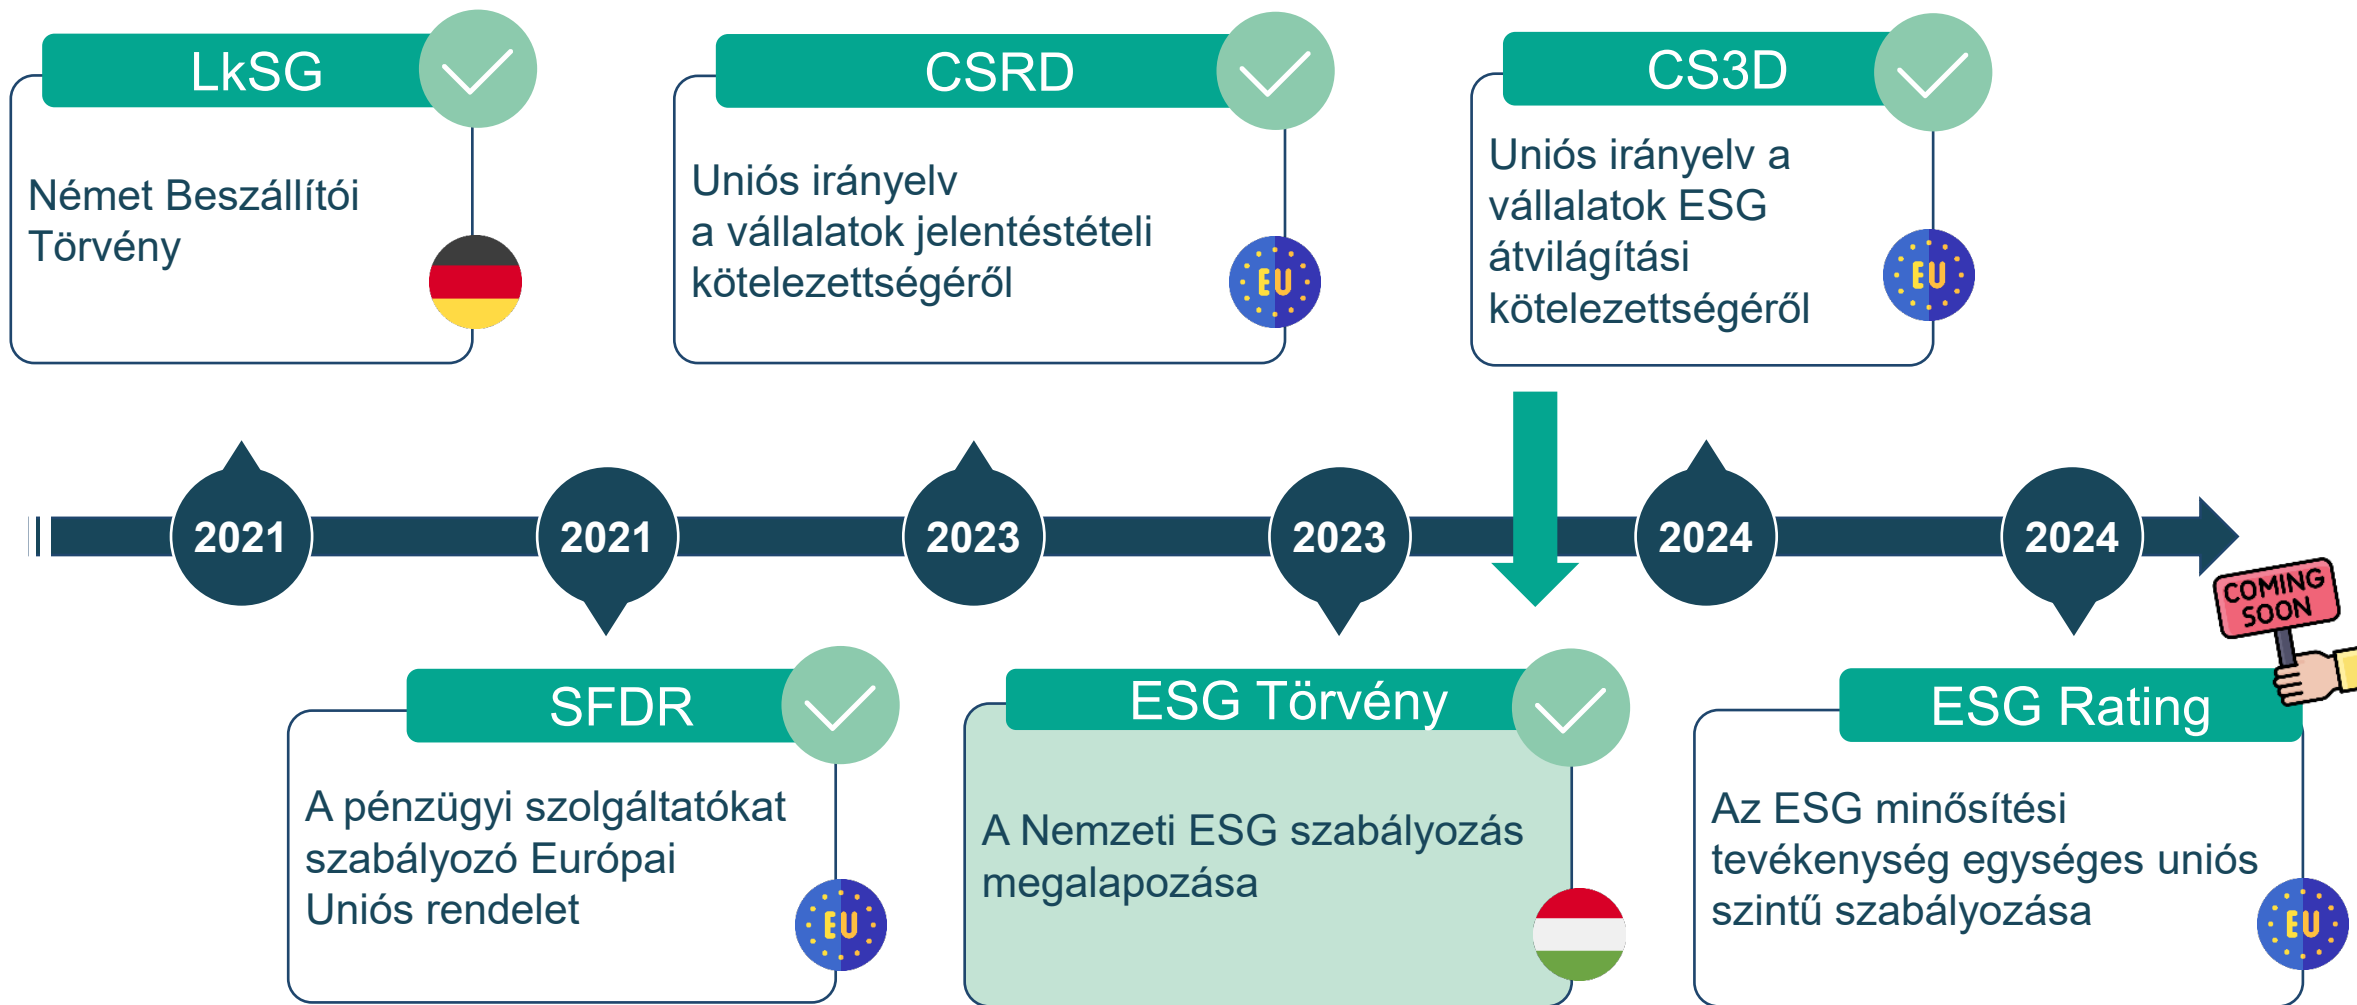 LkSG
Német Beszállítói
Törvény
CSRD
Uniós irányelv
a vállalatok jelentéstételi
kötelezettségéről
EU
CS3D
Uniós irányelv a
vállalatok ESG
átvilágítási
kötelezettségéről
EU
2021
2021
2023
2023
2024
2024
COMING
SOON
SFDR
A pénzügyi szolgáltatókat
szabályozó Európai
Uniós rendelet
EU
ESG Törvény
A Nemzeti ESG szabályozás
megalapozása
ESG Rating
Az ESG minősítési
tevékenység egységes uniós
szintű szabályozása
EU